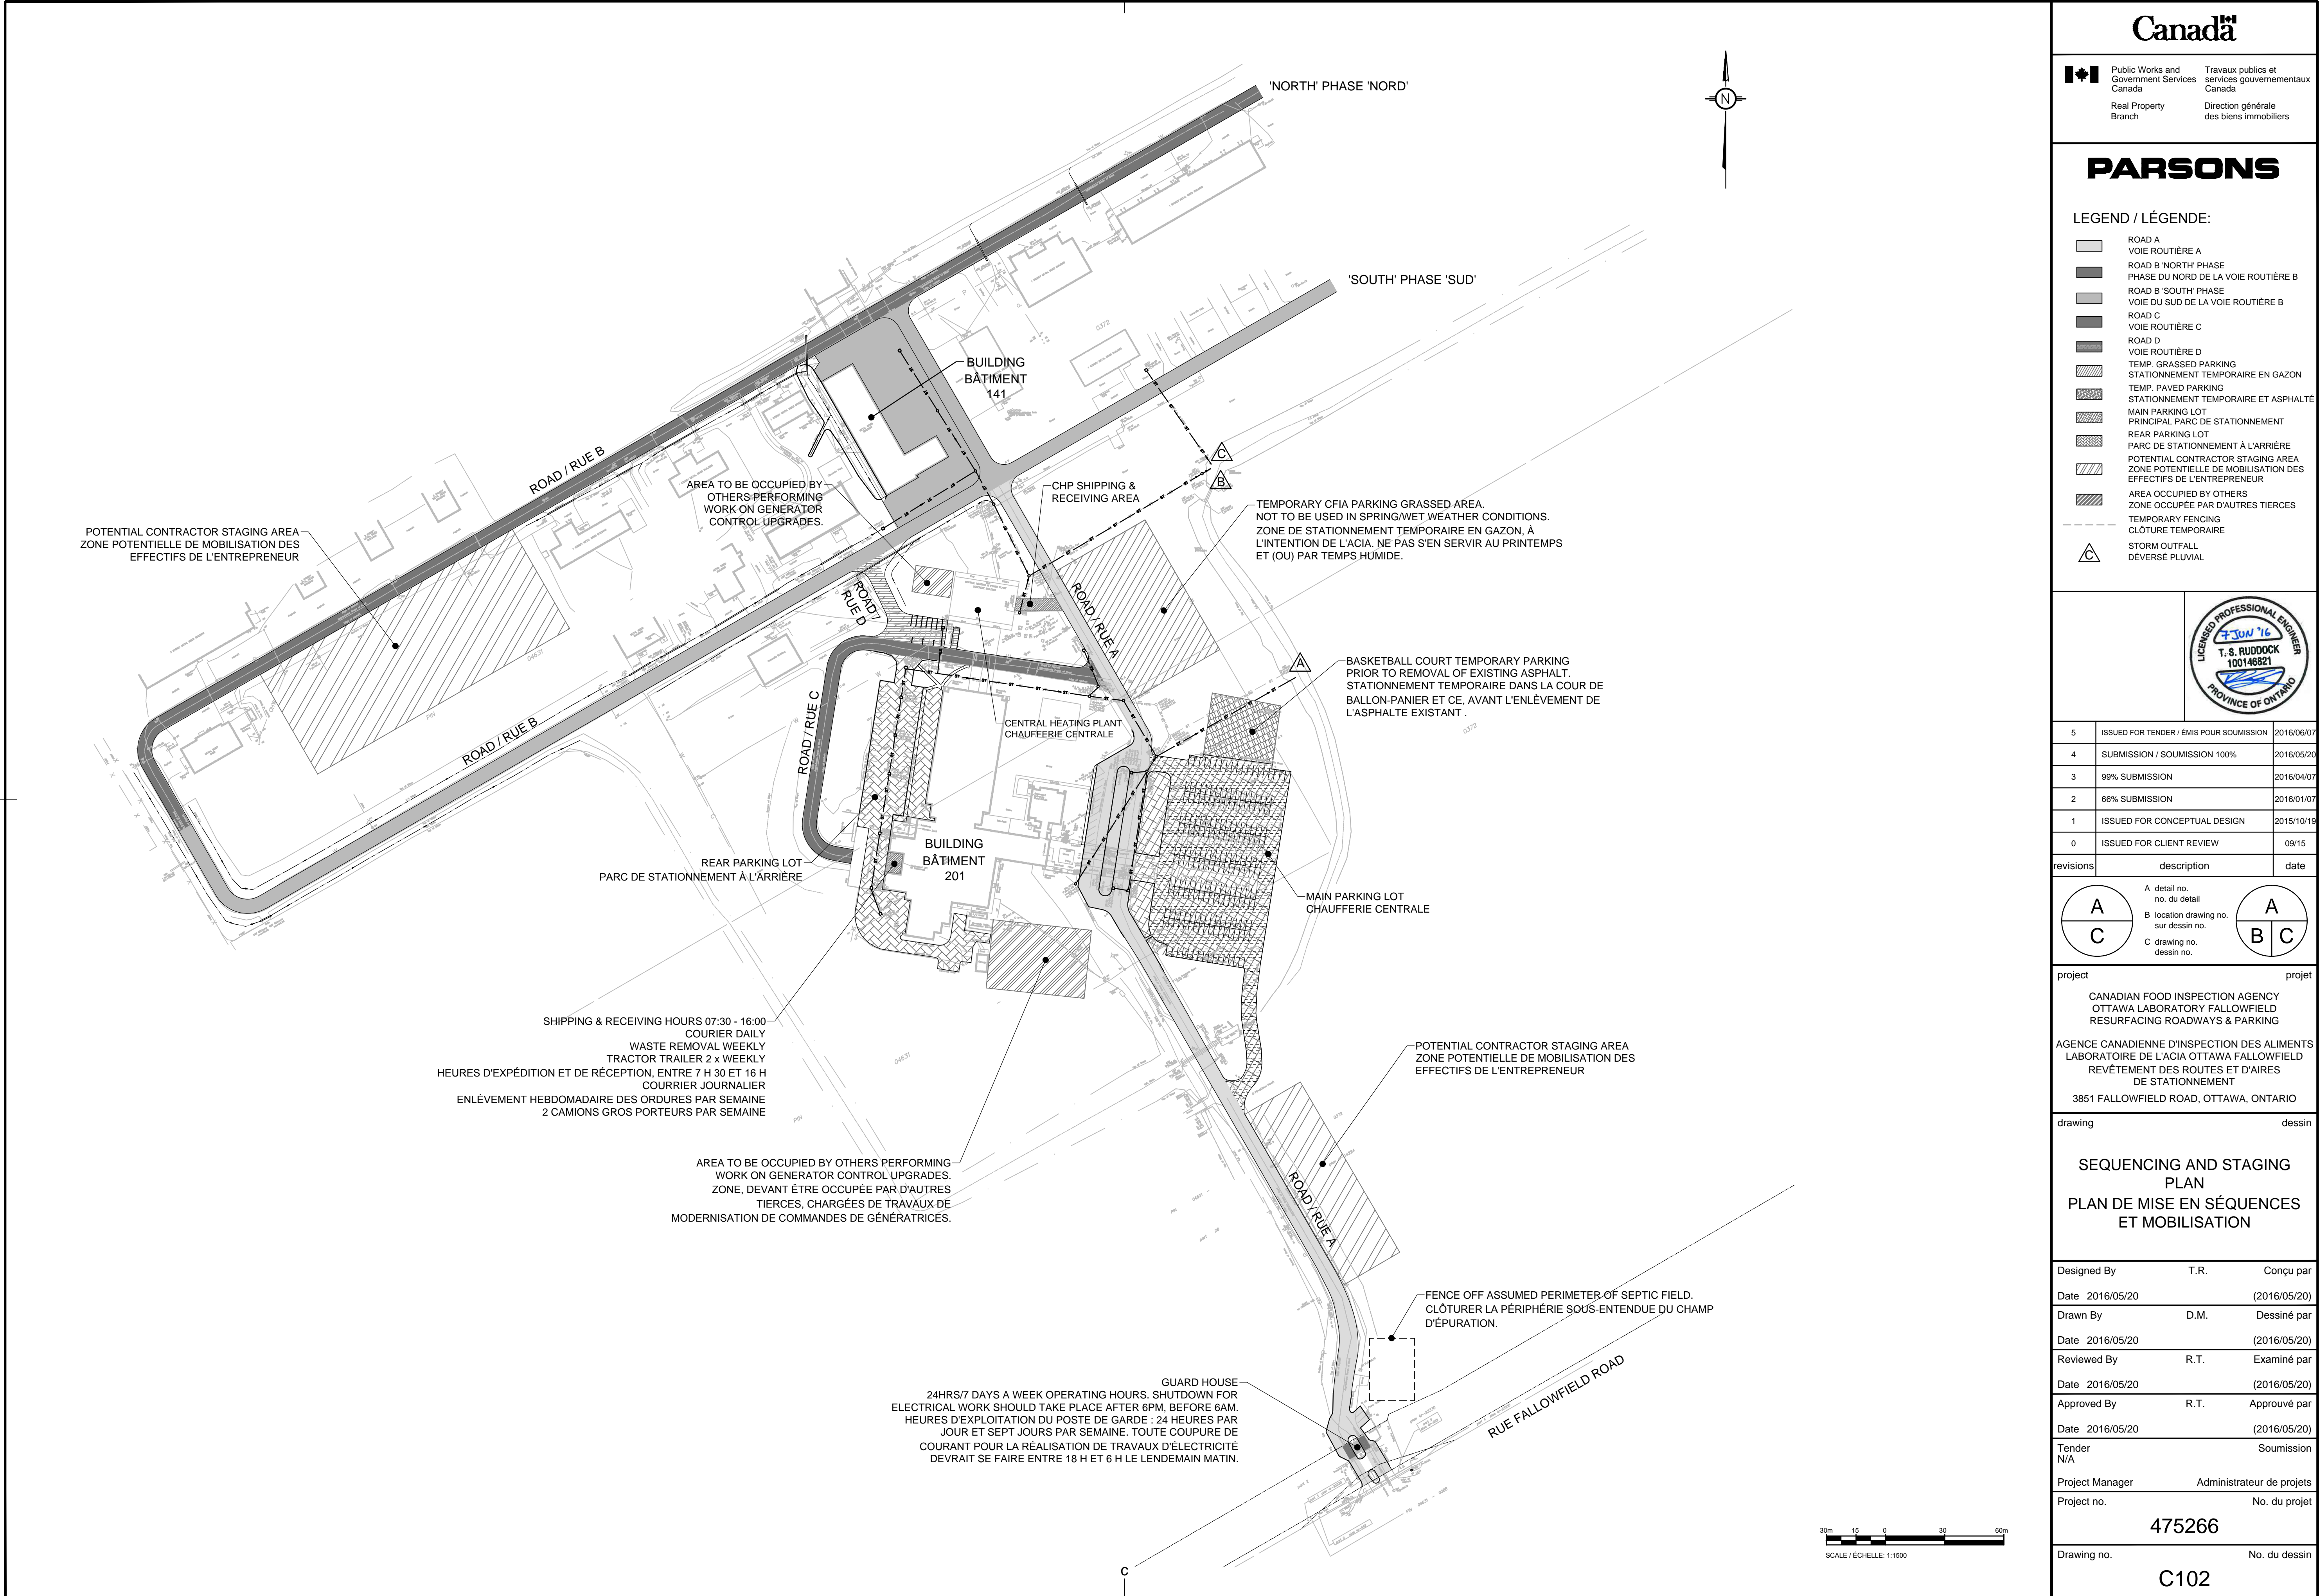 'NORTH' PHASE 'NORD'
N
'SOUTH' PHASE 'SUD'
BUILDING
BÂTIMENT
141
ROAD / RUE B
AREA TO BE OCCUPIED BY
OTHERS PERFORMING
WORK ON GENERATOR
CONTROL UPGRADES.
CHP SHIPPING &
RECEIVING AREA
C
B
TEMPORARY CFIA PARKING GRASSED AREA.
NOT TO BE USED IN SPRING/WET WEATHER CONDITIONS.
ZONE DE STATIONNEMENT TEMPORAIRE EN GAZON, À
L'INTENTION DE L'ACIA. NE PAS S'EN SERVIR AU PRINTEMPS
ET (OU) PAR TEMPS HUMIDE.
POTENTIAL CONTRACTOR STAGING AREA
ZONE POTENTIELLE DE MOBILISATION DES
EFFECTIFS DE L'ENTREPRENEUR
0372
04631
PIN
ROAD /
RUE D
ROAD / RUE A
A
BASKETBALL COURT TEMPORARY PARKING
PRIOR TO REMOVAL OF EXISTING ASPHALT.
STATIONNEMENT TEMPORAIRE DANS LA COUR DE
BALLON-PANIER ET CE, AVANT L'ENLÈVEMENT DE
L'ASPHALTE EXISTANT .
0372
ROAD / RUE B
ROAD / RUE C
CENTRAL HEATING PLANT
CHAUFFERIE CENTRALE
BUILDING
BÂTIMENT
201
REAR PARKING LOT
PARC DE STATIONNEMENT À L'ARRIÈRE
MAIN PARKING LOT
CHAUFFERIE CENTRALE
SHIPPING & RECEIVING HOURS 07:30 - 16:00
COURIER DAILY
WASTE REMOVAL WEEKLY
TRACTOR TRAILER 2 x WEEKLY
HEURES D'EXPÉDITION ET DE RÉCEPTION, ENTRE 7 H 30 ET 16 H
COURRIER JOURNALIER
ENLÈVEMENT HEBDOMADAIRE DES ORDURES PAR SEMAINE
2 CAMIONS GROS PORTEURS PAR SEMAINE
04631
PIN
POTENTIAL CONTRACTOR STAGING AREA
ZONE POTENTIELLE DE MOBILISATION DES
EFFECTIFS DE L'ENTREPRENEUR
AREA TO BE OCCUPIED BY OTHERS PERFORMING
WORK ON GENERATOR CONTROL UPGRADES.
ZONE, DEVANT ÊTRE OCCUPÉE PAR D'AUTRES
TIERCES, CHARGÉES DE TRAVAUX DE
MODERNISATION DE COMMANDES DE GÉNÉRATRICES.
ROAD / RUE A
FENCE OFF ASSUMED PERIMETER OF SEPTIC FIELD.
CLÔTURER LA PÉRIPHÉRIE SOUS-ENTENDUE DU CHAMP
D'ÉPURATION.
GUARD HOUSE
24HRS/7 DAYS A WEEK OPERATING HOURS. SHUTDOWN FOR
ELECTRICAL WORK SHOULD TAKE PLACE AFTER 6PM, BEFORE 6AM.
HEURES D'EXPLOITATION DU POSTE DE GARDE : 24 HEURES PAR
JOUR ET SEPT JOURS PAR SEMAINE. TOUTE COUPURE DE
COURANT POUR LA RÉALISATION DE TRAVAUX D'ÉLECTRICITÉ
DEVRAIT SE FAIRE ENTRE 18 H ET 6 H LE LENDEMAIN MATIN.
RUE FALLOWFIELD ROAD
C
30m 15 0 30 60m
SCALE / ÉCHELLE: 1:1500
Canada
Public Works and Government Services Canada
Travaux publics et services gouvernementaux Canada
Real Property Branch
Direction générale des biens immobiliers
PARSONS
LEGEND / LÉGENDE:
ROAD A
VOIE ROUTIÈRE A
ROAD B 'NORTH' PHASE
PHASE DU NORD DE LA VOIE ROUTIÈRE B
ROAD B 'SOUTH' PHASE
VOIE DU SUD DE LA VOIE ROUTIÈRE B
ROAD C
VOIE ROUTIÈRE C
ROAD D
VOIE ROUTIÈRE D
TEMP. GRASSED PARKING
STATIONNEMENT TEMPORAIRE EN GAZON
TEMP. PAVED PARKING
STATIONNEMENT TEMPORAIRE ET ASPHALTÉ
MAIN PARKING LOT
PRINCIPAL PARC DE STATIONNEMENT
REAR PARKING LOT
PARC DE STATIONNEMENT À L'ARRIÈRE
POTENTIAL CONTRACTOR STAGING AREA
ZONE POTENTIELLE DE MOBILISATION DES
EFFECTIFS DE L'ENTREPRENEUR
AREA OCCUPIED BY OTHERS
ZONE OCCUPÉE PAR D'AUTRES TIERCES
TEMPORARY FENCING
CLÔTURE TEMPORAIRE
C
STORM OUTFALL
DÉVERSÉ PLUVIAL
LICENSED PROFESSIONAL ENGINEER
7 JUN '16
T. S. RUDDOCK
100146821
PROVINCE OF ONTARIO
5 ISSUED FOR TENDER / ÉMIS POUR SOUMISSION 2016/06/07
4 SUBMISSION / SOUMISSION 100% 2016/05/20
3 99% SUBMISSION 2016/04/07
2 66% SUBMISSION 2016/01/07
1 ISSUED FOR CONCEPTUAL DESIGN 2015/10/19
0 ISSUED FOR CLIENT REVIEW 09/15
revisions description date
A
C
A detail no.
no. du detail
B location drawing no.
sur dessin no.
C drawing no.
dessin no.
A
B C
project projet
CANADIAN FOOD INSPECTION AGENCY
OTTAWA LABORATORY FALLOWFIELD
RESURFACING ROADWAYS & PARKING
AGENCE CANADIENNE D'INSPECTION DES ALIMENTS
LABORATOIRE DE L'ACIA OTTAWA FALLOWFIELD
REVÊTEMENT DES ROUTES ET D'AIRES
DE STATIONNEMENT
3851 FALLOWFIELD ROAD, OTTAWA, ONTARIO
drawing dessin
SEQUENCING AND STAGING
PLAN
PLAN DE MISE EN SÉQUENCES
ET MOBILISATION
Designed By T.R. Conçu par
Date 2016/05/20 (2016/05/20)
Drawn By D.M. Dessiné par
Date 2016/05/20 (2016/05/20)
Reviewed By R.T. Examiné par
Date 2016/05/20 (2016/05/20)
Approved By R.T. Approuvé par
Date 2016/05/20 (2016/05/20)
Tender Soumission
N/A
Project Manager Administrateur de projets
Project no. No. du projet
475266
Drawing no. No. du dessin
C102